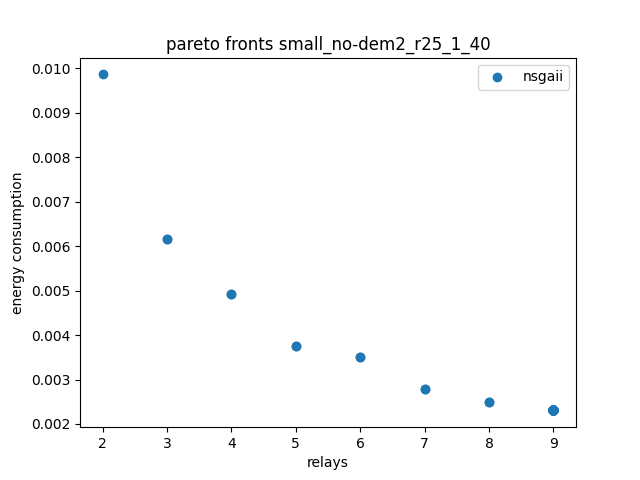 pareto fronts small_no-dem2_r25_1_40
nsgaii
0.010
0.009
0.008
0.007
0.006
0.005
0.004
0.003
0.002
energy consumption
2 3 4 5 6 7 8 9
relays